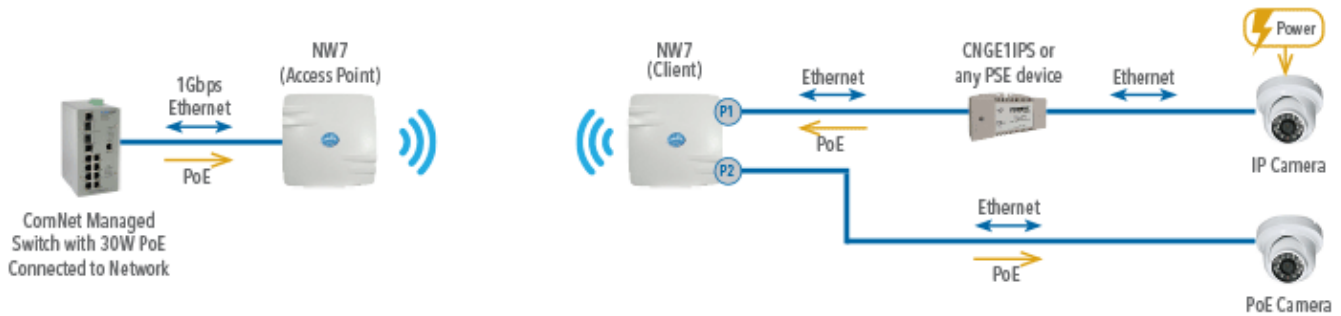 Power
NW7
(Access Point)
NW7
(Client)
CNGE1IPS or
any PSE device
1Gbps
Ethernet
Ethernet
Ethernet
P1
PoE
PoE
P2
IP Camera
ComNet Managed
Switch with 30W PoE
Connected to Network
Ethernet
PoE
PoE Camera